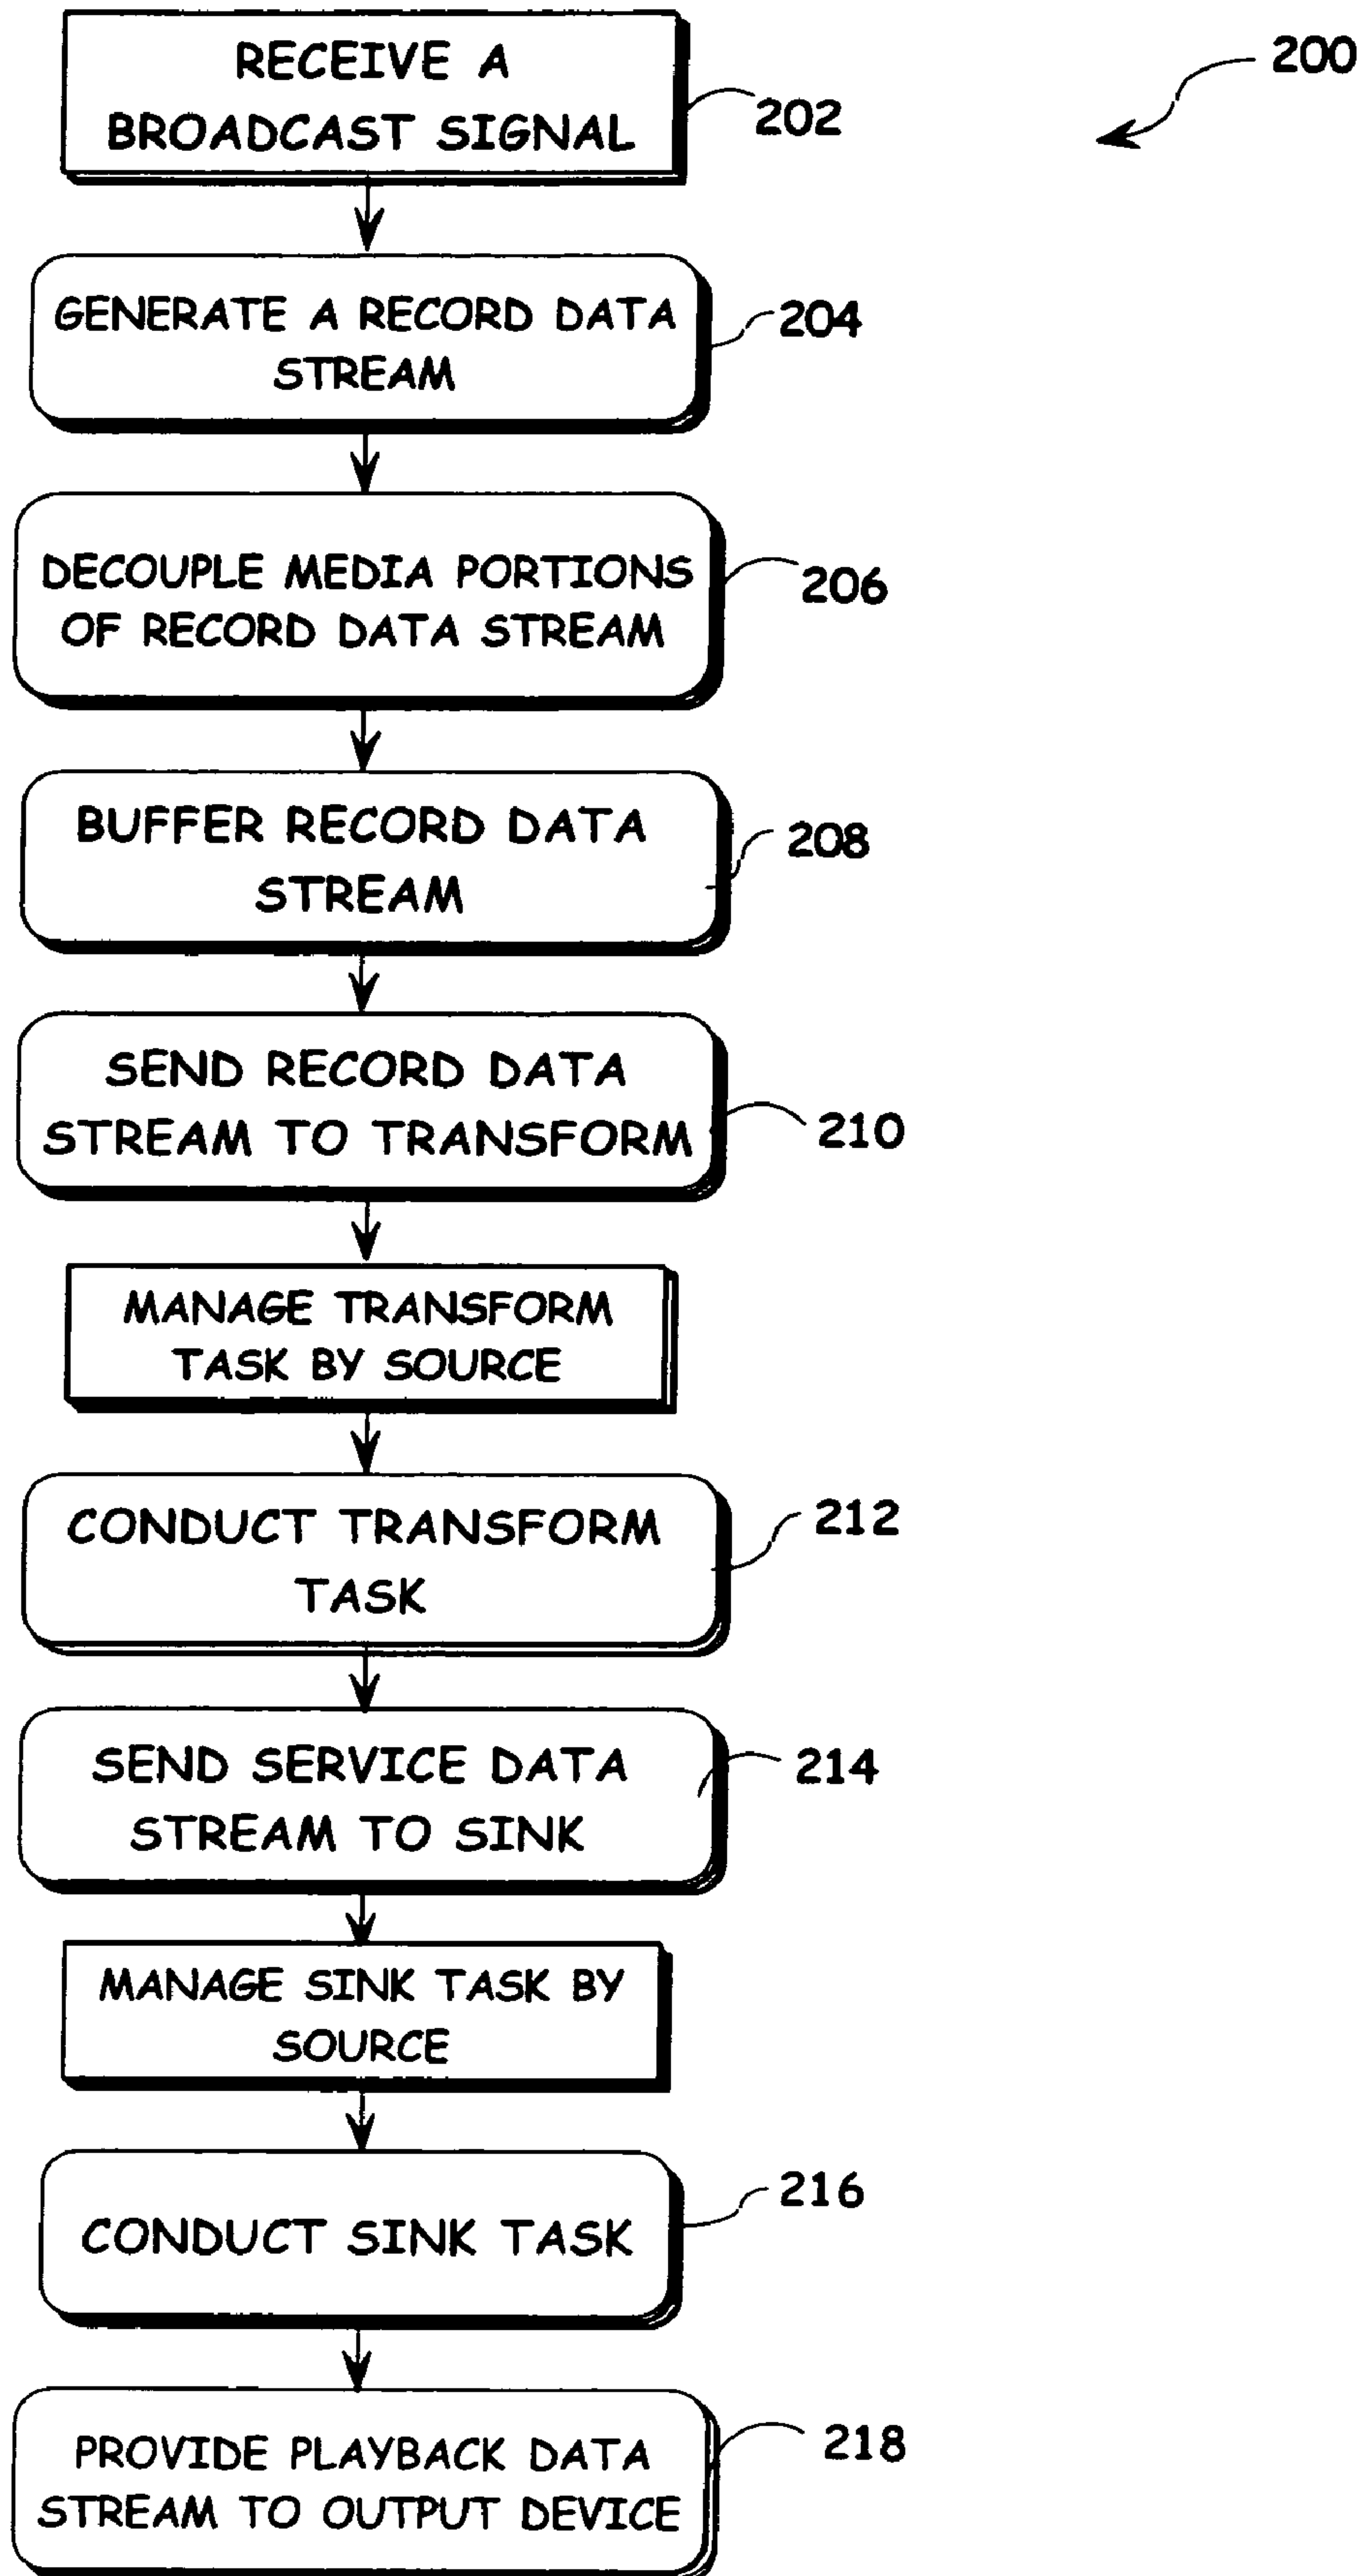 200
RECEIVE A
BROADCAST SIGNAL
202
GENERATE A RECORD DATA
STREAM
204
DECOUPLE MEDIA PORTIONS
OF RECORD DATA STREAM
206
BUFFER RECORD DATA
STREAM
208
SEND RECORD DATA
STREAM TO TRANSFORM
210
MANAGE TRANSFORM
TASK BY SOURCE
CONDUCT TRANSFORM
TASK
212
SEND SERVICE DATA
STREAM TO SINK
214
MANAGE SINK TASK BY
SOURCE
CONDUCT SINK TASK
216
PROVIDE PLAYBACK DATA
STREAM TO OUTPUT DEVICE
218